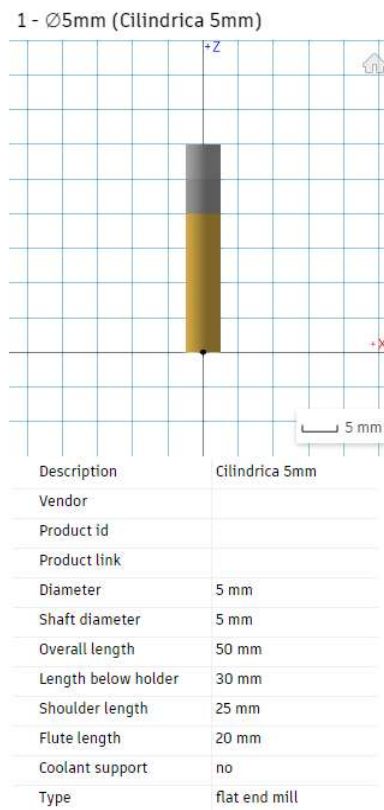 1 - ∅5mm (Cilindrica 5mm)
+Z
+X
5 mm
Description Cilindrica 5mm
Vendor
Product id
Product link
Diameter 5 mm
Shaft diameter 5 mm
Overall length 50 mm
Length below holder 30 mm
Shoulder length 25 mm
Flute length 20 mm
Coolant support no
Type flat end mill